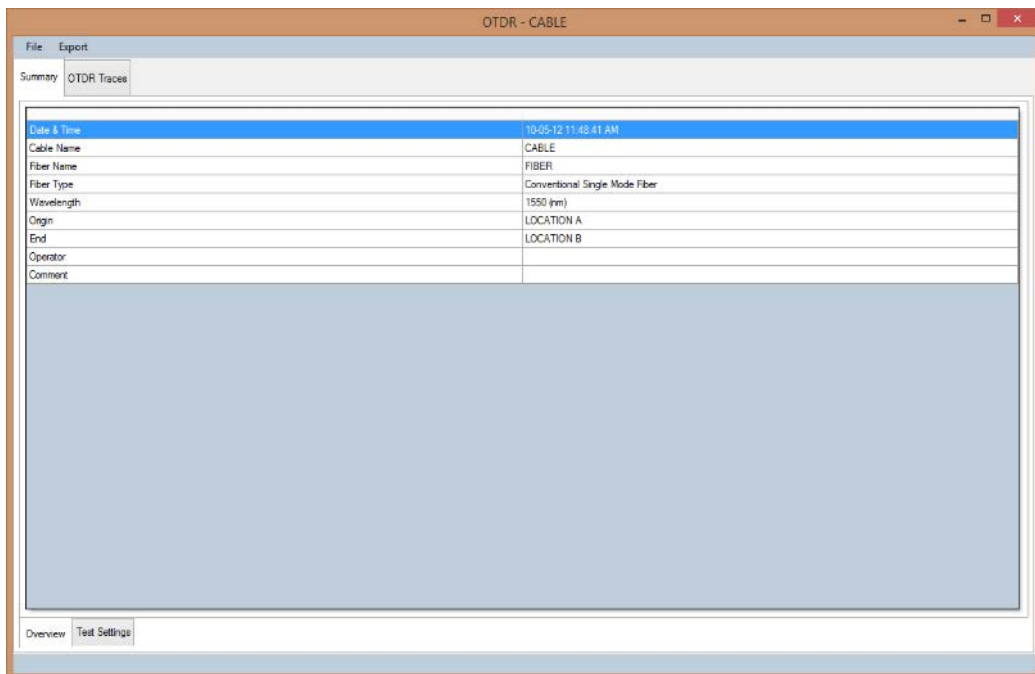 OTDR - CABLE
File Export
Summary OTDR Traces
Date & Time 10-05-12 11:48:41 AM
Cable Name CABLE
Fiber Name FIBER
Fiber Type Conventional Single Mode Fiber
Wavelength 1550 (nm)
Origin LOCATION A
End LOCATION B
Operator
Comment
Overview Test Settings